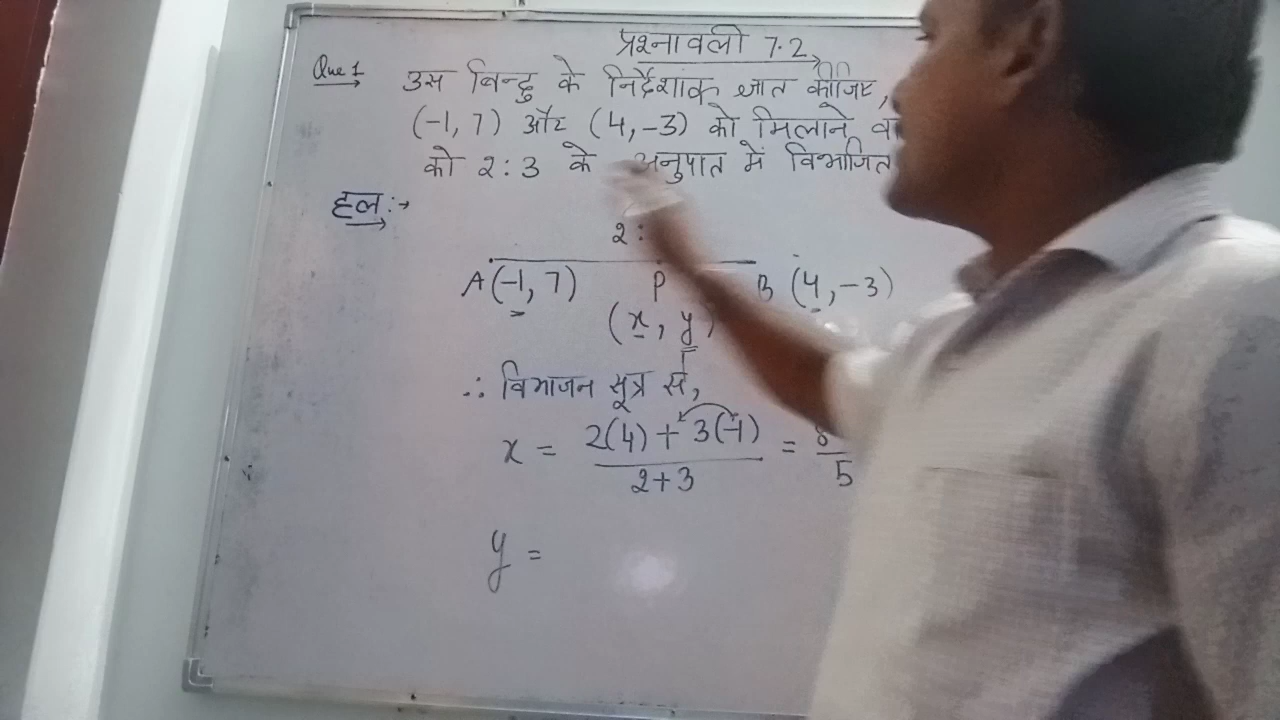 प्रश्नावली 7.2
Que 1 उस बिन्दु के निर्देशांक ज्ञात कीजिए,
(-1, 7) और (4, -3) को मिलाने
को 2 : 3 के अनुपात में विभाजित
हल :→
2 :
A(-1, 7) P B (4, -3)
(x, y)
∴ विभाजन सूत्र से,
x = 2(4) + 3(-1) / 2+3 = 8 / 5
y =